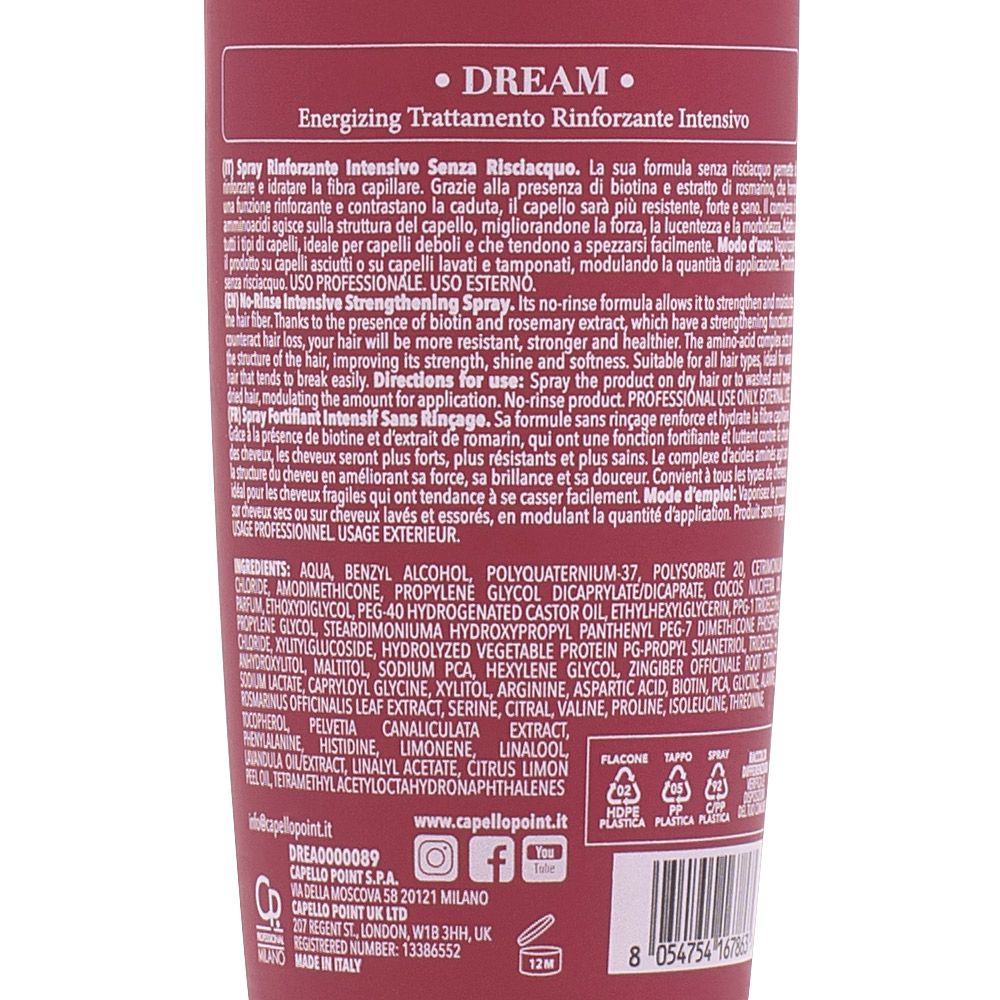 • DREAM •
Energizing Trattamento Rinforzante Intensivo
(IT) Spray Rinforzante Intensivo Senza Risciacquo. La sua formula senza risciacquo permette
rinforzare e idratare la fibra capillare. Grazie alla presenza di biotina e estratto di rosmarino, che
una funzione rinforzante e contrastano la caduta, il capello sarà più resistente, forte e sano. Il
amminoacidi agisce sulla struttura del capello, migliorandone la forza, la lucentezza e la morbidezza.
tutti i tipi di capelli, ideale per capelli deboli e che tendono a spezzarsi facilmente. Modo d'uso:
il prodotto su capelli asciutti o su capelli lavati e tamponati, modulando la quantità di applicazione.
senza risciacquo. USO PROFESSIONALE. USO ESTERNO.
(EN) No-Rinse Intensive Strengthening Spray. Its no-rinse formula allows it to strengthen and
the hair fiber. Thanks to the presence of biotin and rosemary extract, which have a strengthening function
counteract hair loss, your hair will be more resistant, stronger and healthier. The amino-acid complex
the structure of the hair, improving its strength, shine and softness. Suitable for all hair types, ideal for
hair that tends to break easily. Directions for use: Spray the product on dry hair or to washed and
dried hair, modulating the amount for application. No-rinse product. PROFESSIONAL USE ONLY. EXTERNAL
(FR) Spray Fortifiant Intensif Sans Rinçage. Sa formule sans rinçage renforce et hydrate la fibre
Grâce à la présence de biotine et d'extrait de romarin, qui ont une fonction fortifiante et luttent contre la
des cheveux, les cheveux seront plus forts, plus résistants et plus sains. Le complexe d'acides aminés
la structure du cheveu en améliorant sa force, sa brillance et sa douceur. Convient à tous les types de
idéal pour les cheveux fragiles qui ont tendance à se casser facilement. Mode d'emploi: Vaporisez le
sur cheveux secs ou sur cheveux lavés et essorés, en modulant la quantité d'application. Produit sans
USAGE PROFESSIONNEL. USAGE EXTERIEUR.
INGREDIENTS: AQUA, BENZYL ALCOHOL, POLYQUATERNIUM-37, POLYSORBATE 20,
CHLORIDE, AMODIMETHICONE, PROPYLENE GLYCOL DICAPRYLATE/DICAPRATE, COCOS NUCIFERA
PARFUM, ETHOXYDIGLYCOL, PEG-40 HYDROGENATED CASTOR OIL, ETHYLHEXYLGLYCERIN, PPG-1
PROPYLENE GLYCOL, STEARDIMONIUMA HYDROXYPROPYL PANTHENYL PEG-7 DIMETHICONE
CHLORIDE, XYLITYLGLUCOSIDE, HYDROLYZED VEGETABLE PROTEIN PG-PROPYL SILANETRIOL,
ANHYDROXYLITOL, MALTITOL, SODIUM PCA, HEXYLENE GLYCOL, ZINGIBER OFFICINALE ROOT
SODIUM LACTATE, CAPRYLOYL GLYCINE, XYLITOL, ARGININE, ASPARTIC ACID, BIOTIN, PCA, GLYCINE,
ROSMARINUS OFFICINALIS LEAF EXTRACT, SERINE, CITRAL, VALINE, PROLINE, ISOLEUCINE, THREONINE,
TOCOPHEROL, PELVETIA CANALICULATA EXTRACT,
PHENYLALANINE, HISTIDINE, LIMONENE, LINALOOL,
LAVANDULA OIL/EXTRACT, LINALYL ACETATE, CITRUS LIMON
PEEL OIL, TETRAMETHYL ACETYLOCTAHYDRONAPHTHALENES
FLACONE TAPPO SPRAY
02 05 92
HDPE PP C/PP
PLASTICA PLASTICA PLASTICA
info@capellopoint.it
www.capellopoint.it
You
Tube
DREA0000089
CAPELLO POINT S.P.A.
VIA DELLA MOSCOVA 58 20121 MILANO
CAPELLO POINT UK LTD
207 REGENT ST., LONDON, W1B 3HH, UK
REGISTERED NUMBER: 13386552
MADE IN ITALY
Cp.
PROFESSIONAL
MILANO
12M
8 054754 167863